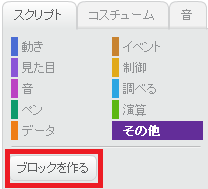 スクリプト コスチューム 音
動き イベント
見た目 制御
音 調べる
ペン 演算
データ その他
ブロックを作る